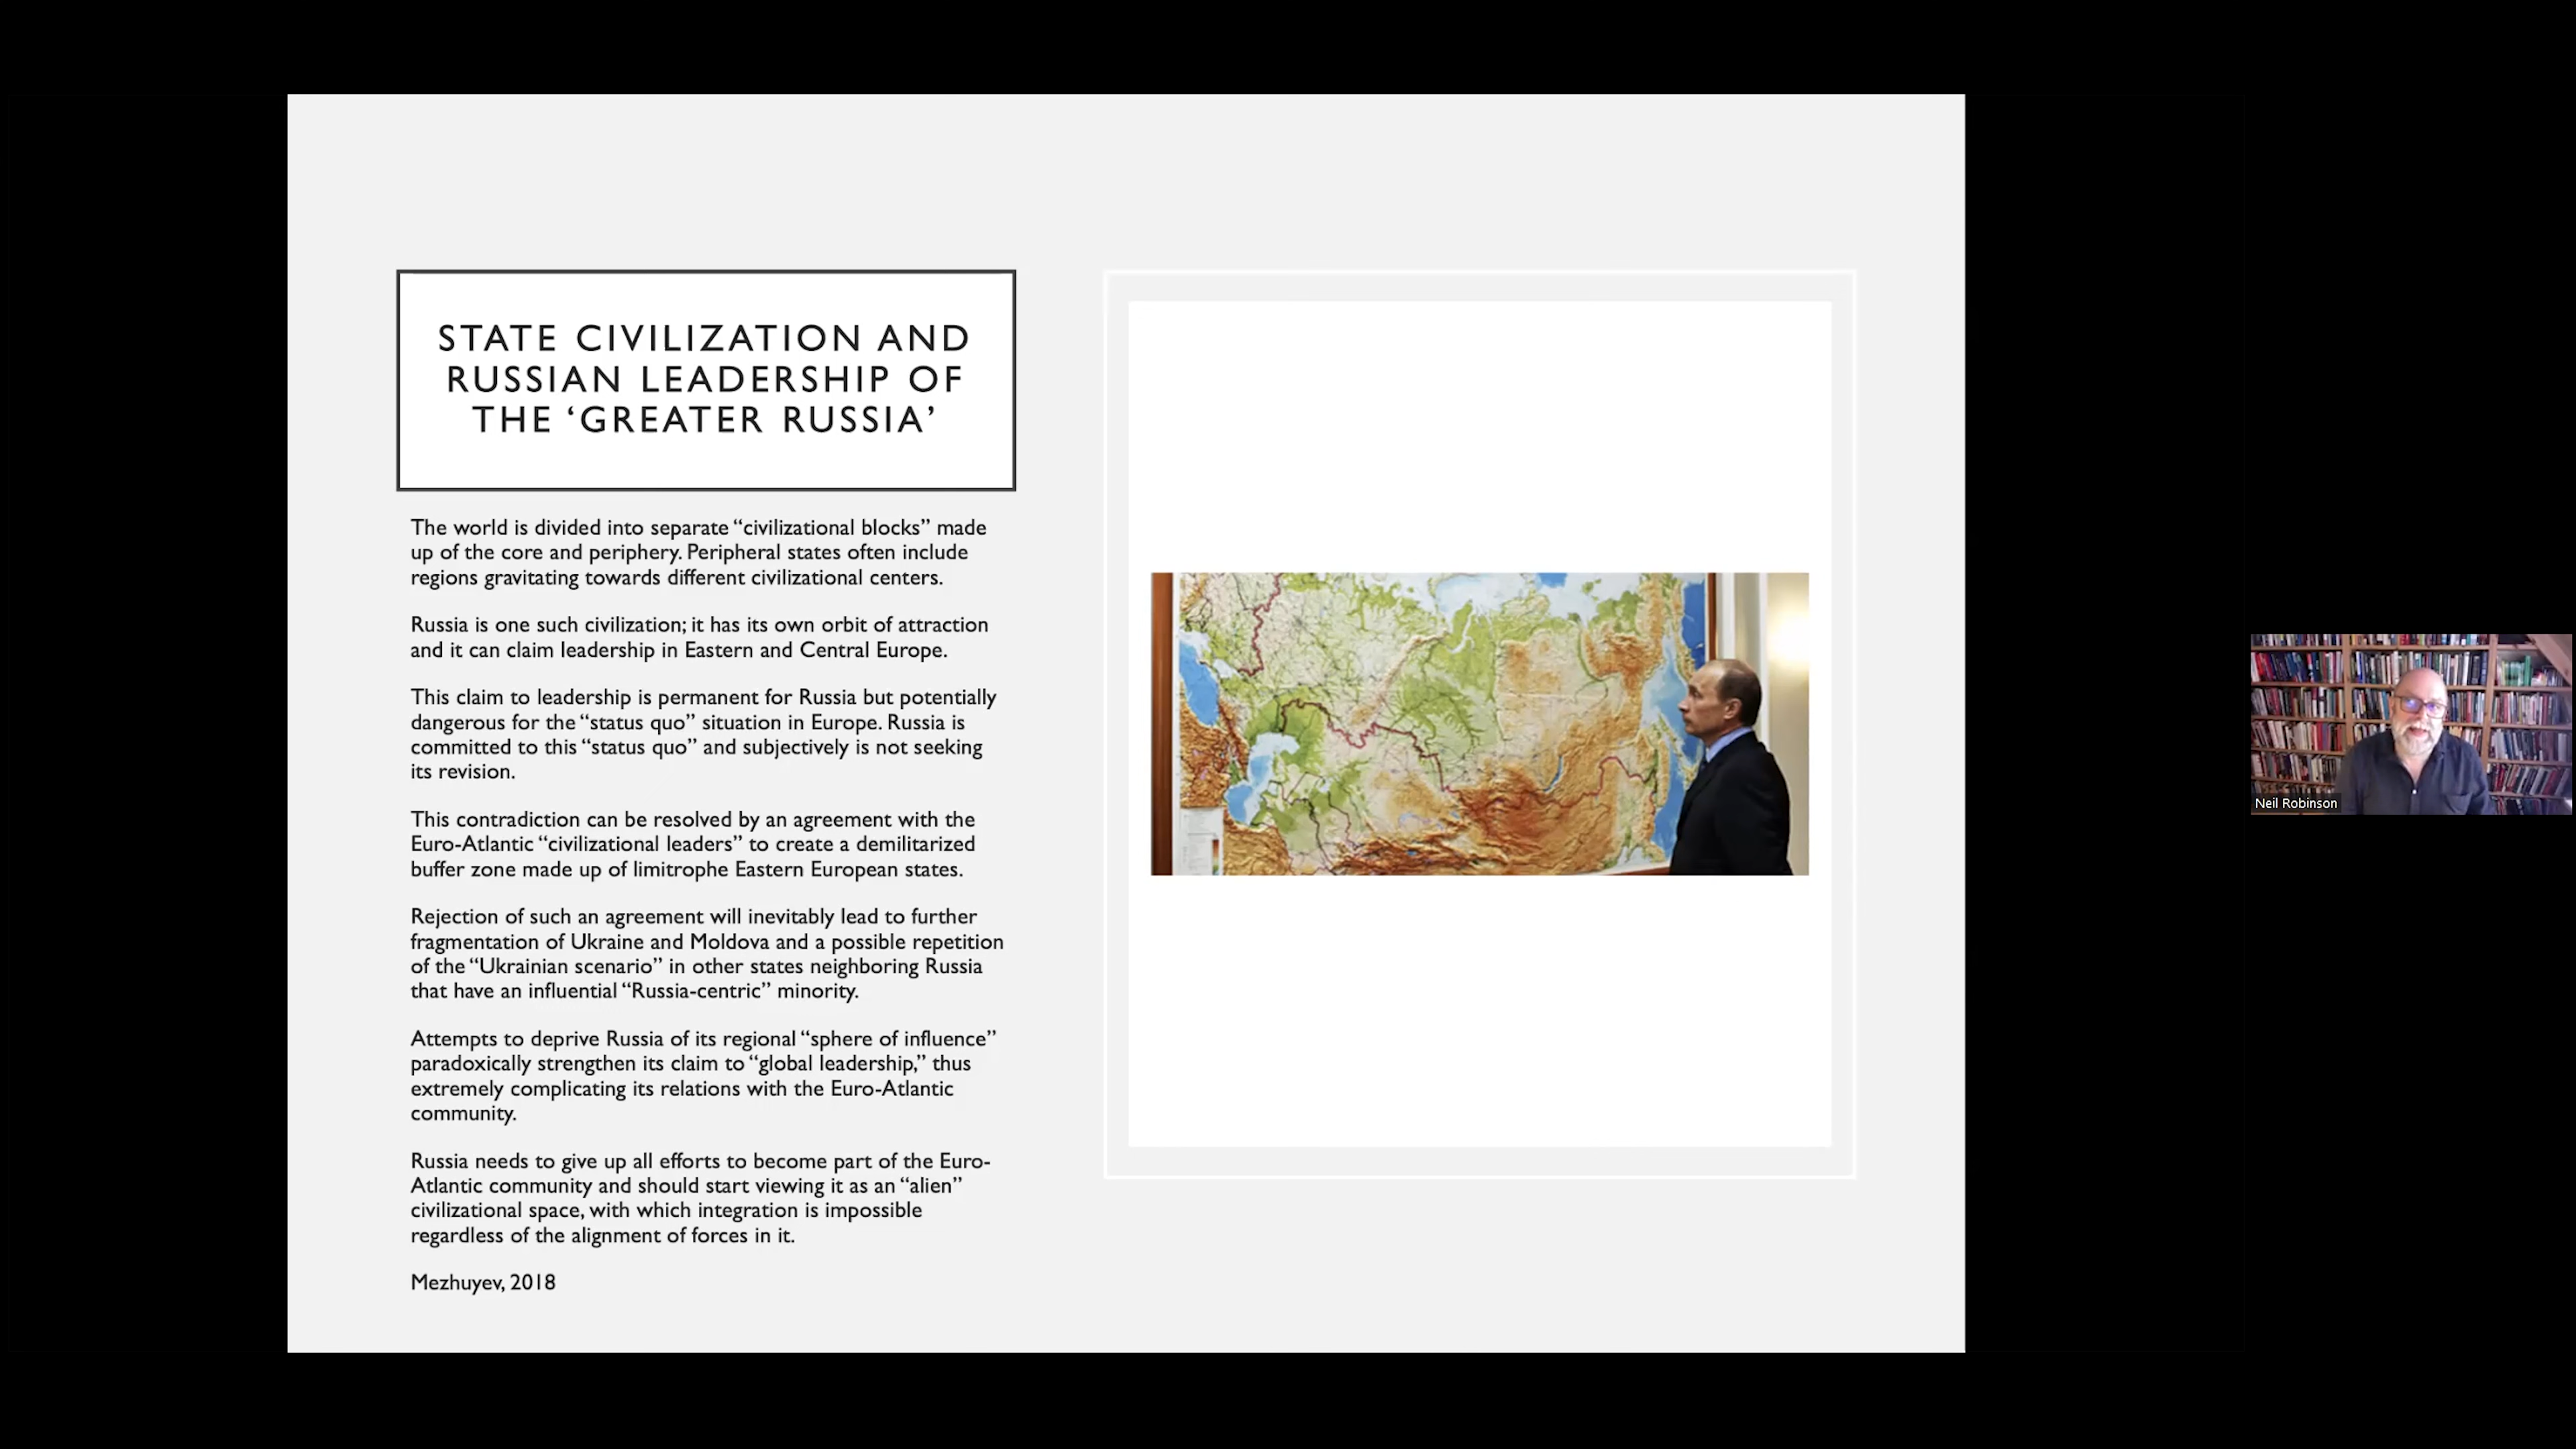 STATE CIVILIZATION AND
RUSSIAN LEADERSHIP OF
THE ‘GREATER RUSSIA’
The world is divided into separate “civilizational blocks” made
up of the core and periphery. Peripheral states often include
regions gravitating towards different civilizational centers.
Russia is one such civilization; it has its own orbit of attraction
and it can claim leadership in Eastern and Central Europe.
This claim to leadership is permanent for Russia but potentially
dangerous for the “status quo” situation in Europe. Russia is
committed to this “status quo” and subjectively is not seeking
its revision.
This contradiction can be resolved by an agreement with the
Euro-Atlantic “civilizational leaders” to create a demilitarized
buffer zone made up of limitrophe Eastern European states.
Rejection of such an agreement will inevitably lead to further
fragmentation of Ukraine and Moldova and a possible repetition
of the “Ukrainian scenario” in other states neighboring Russia
that have an influential “Russia-centric” minority.
Attempts to deprive Russia of its regional “sphere of influence”
paradoxically strengthen its claim to “global leadership,” thus
extremely complicating its relations with the Euro-Atlantic
community.
Russia needs to give up all efforts to become part of the Euro-
Atlantic community and should start viewing it as an “alien”
civilizational space, with which integration is impossible
regardless of the alignment of forces in it.
Mezhuyev, 2018
Neil Robinson